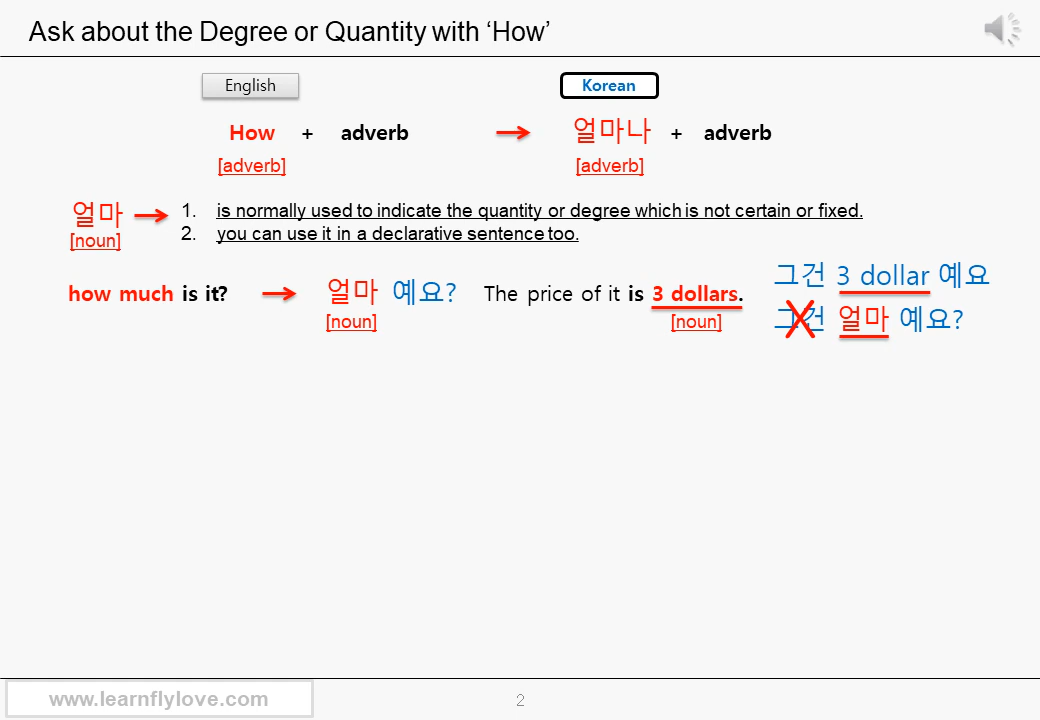 Ask about the Degree or Quantity with ‘How’
English
Korean
How + adverb
얼마나 + adverb
[adverb]
[adverb]
얼마
[noun]
1. is normally used to indicate the quantity or degree which is not certain or fixed.
2. you can use it in a declarative sentence too.
how much is it?
얼마 예요?
[noun]
The price of it is 3 dollars.
[noun]
그건 3 dollar 예요
그건 얼마 예요?
www.learnflylove.com
2